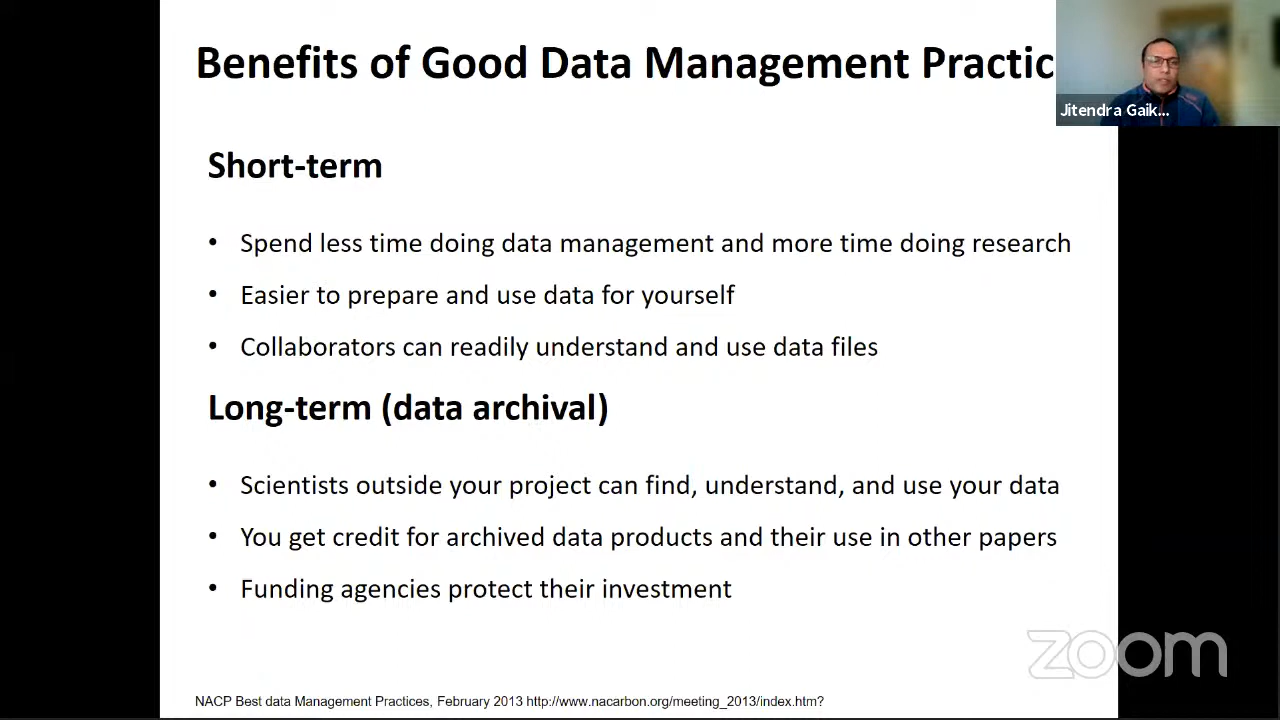 Benefits of Good Data Management Practic
Jitendra Gaik...
Short-term
• Spend less time doing data management and more time doing research
• Easier to prepare and use data for yourself
• Collaborators can readily understand and use data files
Long-term (data archival)
• Scientists outside your project can find, understand, and use your data
• You get credit for archived data products and their use in other papers
• Funding agencies protect their investment
zoom
NACP Best data Management Practices, February 2013 http://www.nacarbon.org/meeting_2013/index.htm?